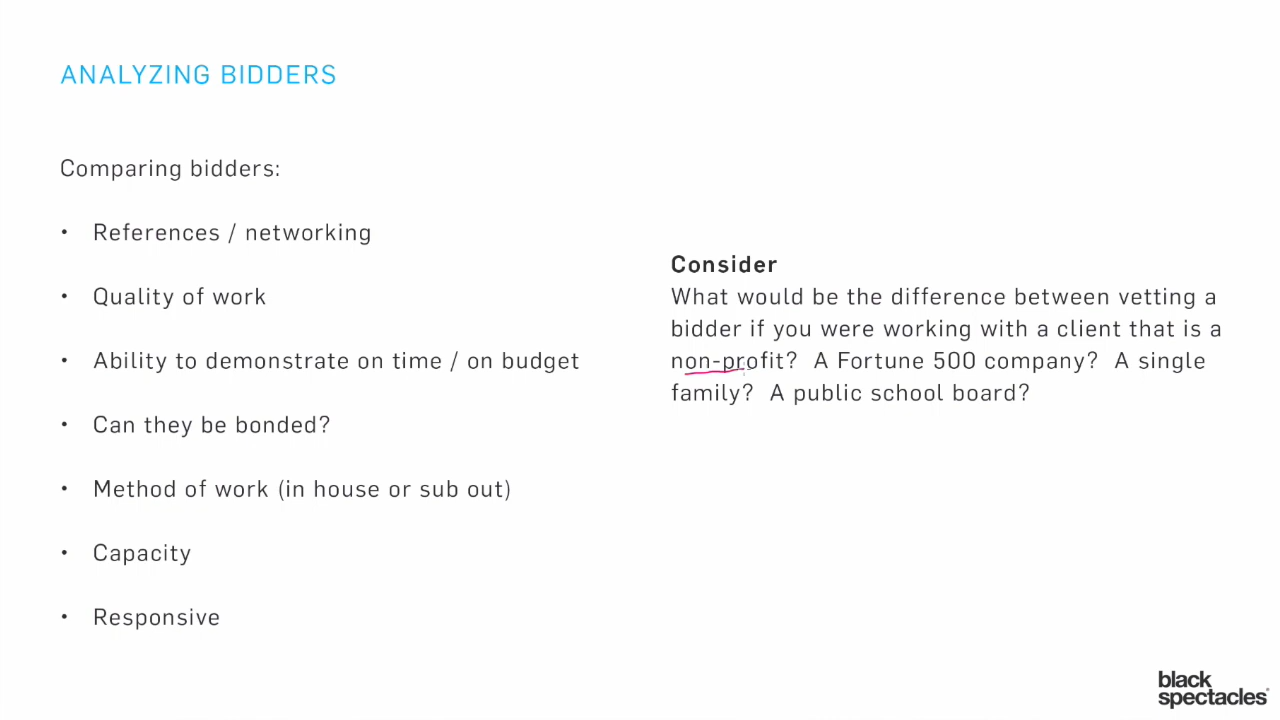 ANALYZING BIDDERS
Comparing bidders:
• References / networking
• Quality of work
• Ability to demonstrate on time / on budget
• Can they be bonded?
• Method of work (in house or sub out)
• Capacity
• Responsive
Consider
What would be the difference between vetting a
bidder if you were working with a client that is a
non-profit?  A Fortune 500 company?  A single
family?  A public school board?
black
spectacles®